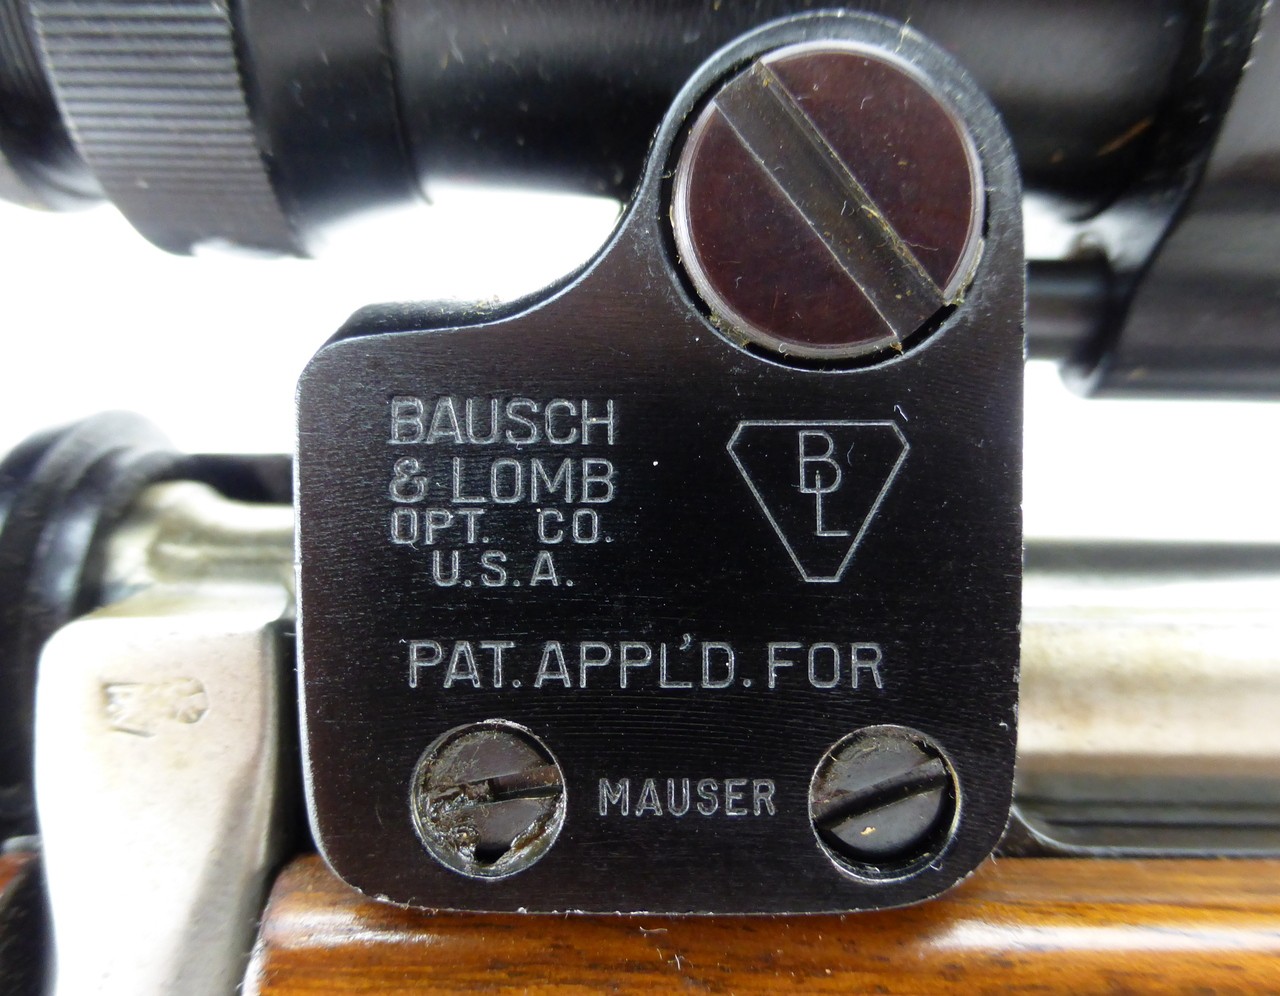 BAUSCH
& LOMB
OPT. CO.
U.S.A.
BL
PAT. APPL'D. FOR
MAUSER